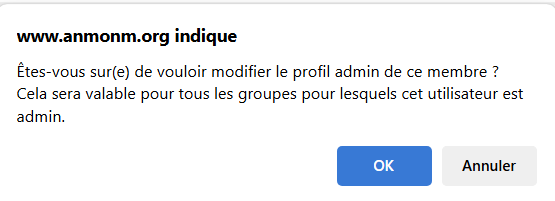 www.anmonm.org indique
Êtes-vous sur(e) de vouloir modifier le profil admin de ce membre ?
Cela sera valable pour tous les groupes pour lesquels cet utilisateur est
admin.
OK
Annuler